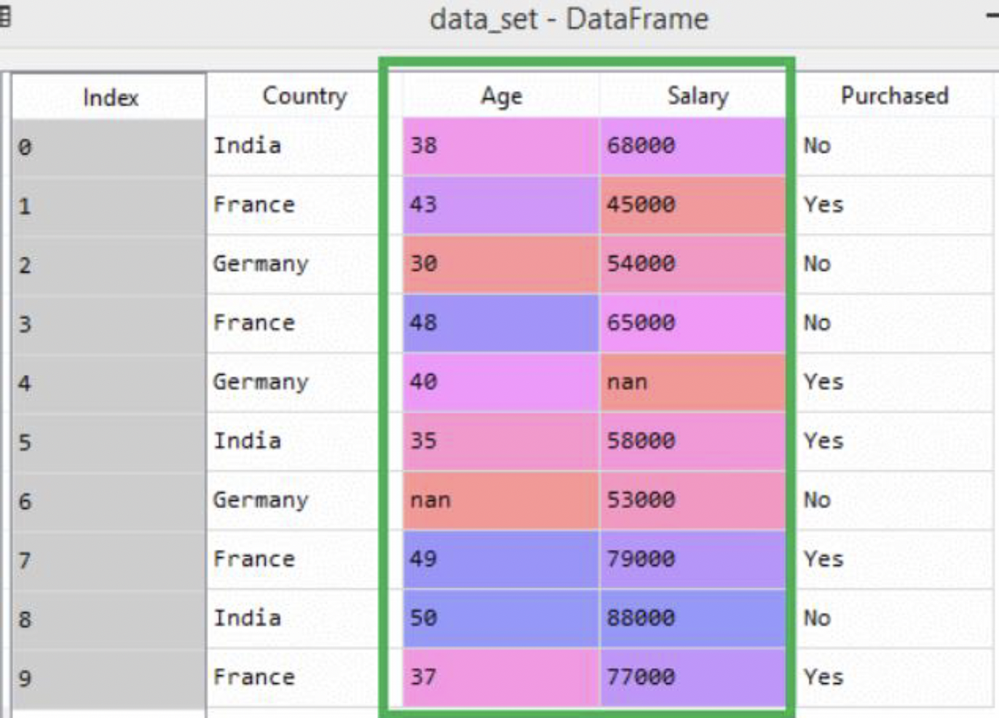 data_set - DataFrame
Index Country Age Salary Purchased
0 India 38 68000 No
1 France 43 45000 Yes
2 Germany 30 54000 No
3 France 48 65000 No
4 Germany 40 nan Yes
5 India 35 58000 Yes
6 Germany nan 53000 No
7 France 49 79000 Yes
8 India 50 88000 No
9 France 37 77000 Yes